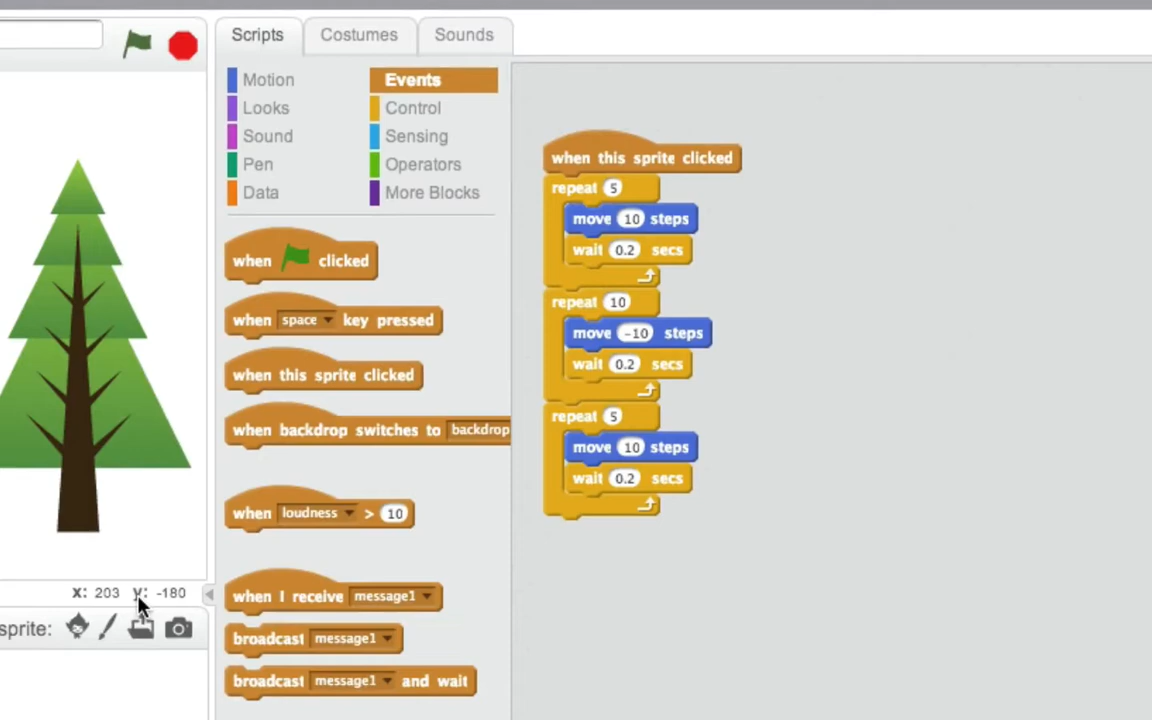 Scripts
Costumes
Sounds
Motion
Events
Looks
Control
Sound
Sensing
Pen
Operators
Data
More Blocks
when clicked
when space key pressed
when this sprite clicked
when backdrop switches to backdrop
when loudness > 10
when I receive message1
broadcast message1
broadcast message1 and wait
when this sprite clicked
repeat 5
move 10 steps
wait 0.2 secs
repeat 10
move -10 steps
wait 0.2 secs
repeat 5
move 10 steps
wait 0.2 secs
x: 203 y: -180
sprite: